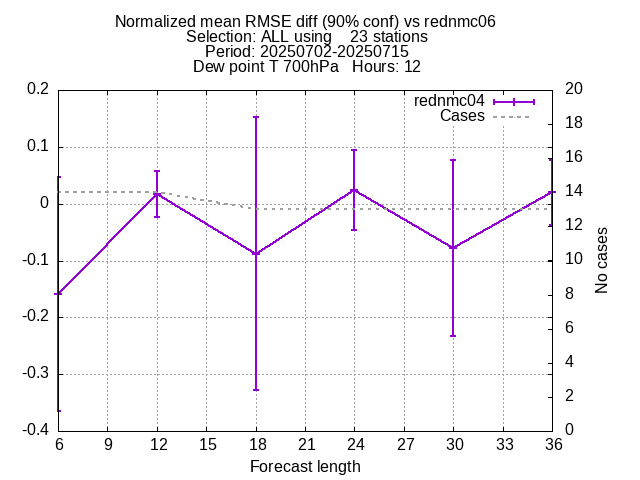 Normalized mean RMSE diff (90% conf) vs rednmc06
Selection: ALL using    23 stations
Period: 20250702-20250715
Dew point T 700hPa   Hours: 12
rednmc04
Cases
0.2
0.1
0
-0.1
-0.2
-0.3
-0.4
20
18
16
14
12
10
8
6
4
2
0
No cases
6 9 12 15 18 21 24 27 30 33 36
Forecast length